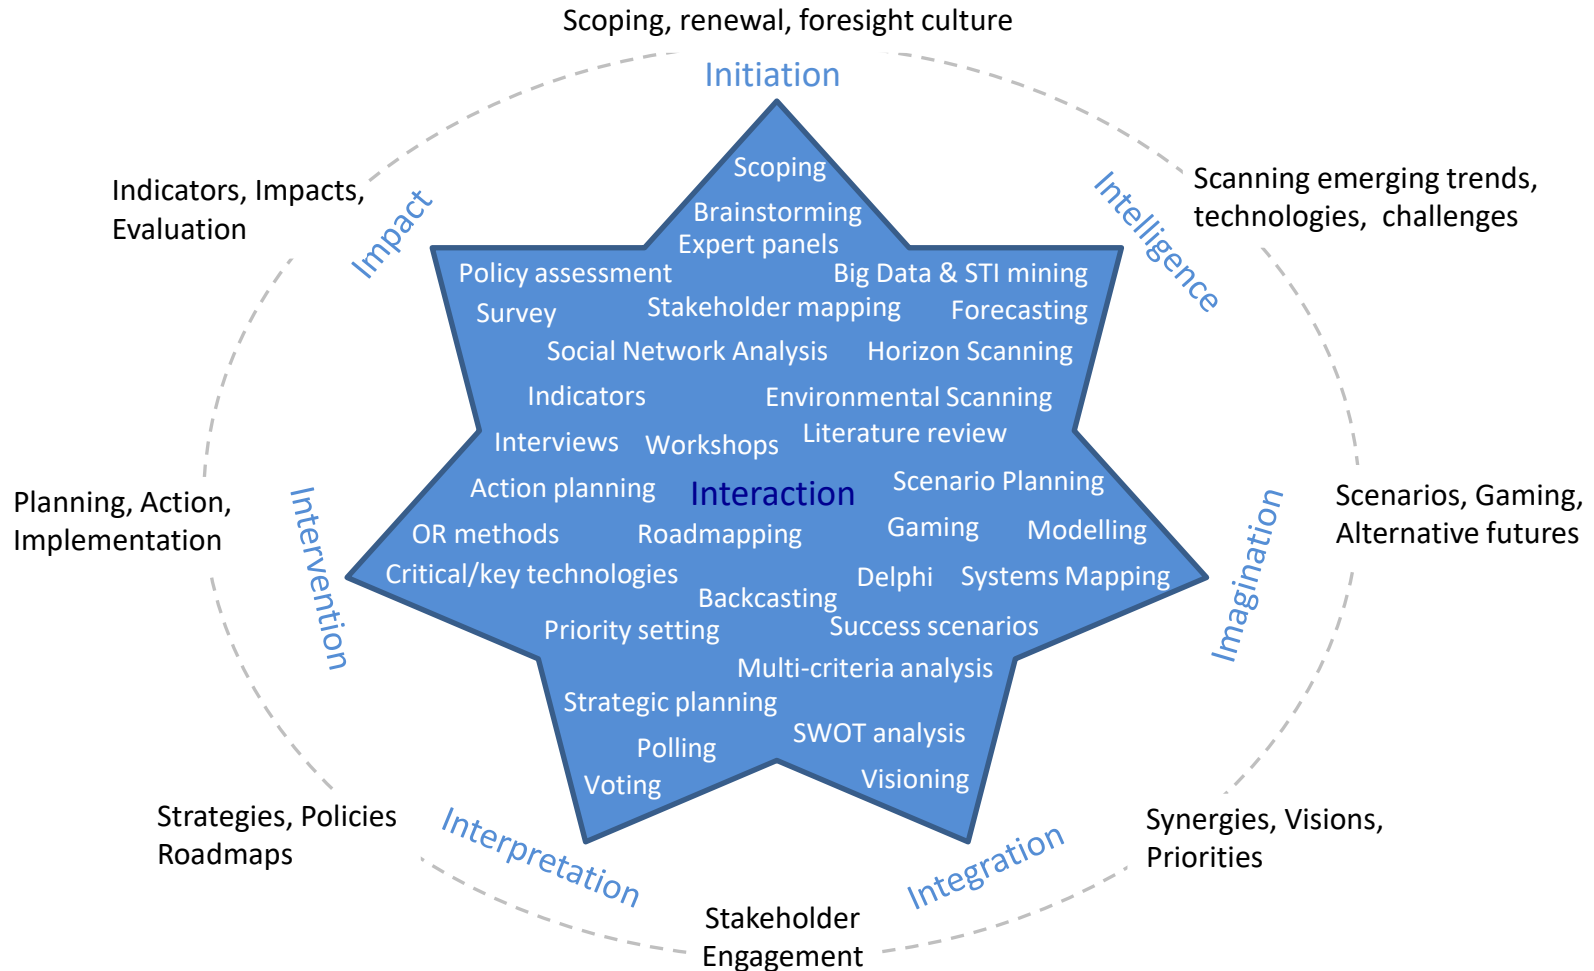 Scoping, renewal, foresight culture
Initiation
Indicators, Impacts,
Evaluation
Impact
Intelligence
Scanning emerging trends,
technologies, challenges
Scoping
Brainstorming
Expert panels
Policy assessment
Big Data & STI mining
Survey
Stakeholder mapping
Forecasting
Social Network Analysis
Horizon Scanning
Indicators
Environmental Scanning
Interviews
Workshops
Literature review
Planning, Action,
Implementation
Intervention
Action planning
Interaction
Scenario Planning
Imagination
Scenarios, Gaming,
Alternative futures
OR methods
Roadmapping
Gaming
Modelling
Critical/key technologies
Backcasting
Delphi
Systems Mapping
Priority setting
Success scenarios
Multi-criteria analysis
Strategic planning
SWOT analysis
Polling
Voting
Visioning
Strategies, Policies
Roadmaps
Interpretation
Integration
Synergies, Visions,
Priorities
Stakeholder
Engagement